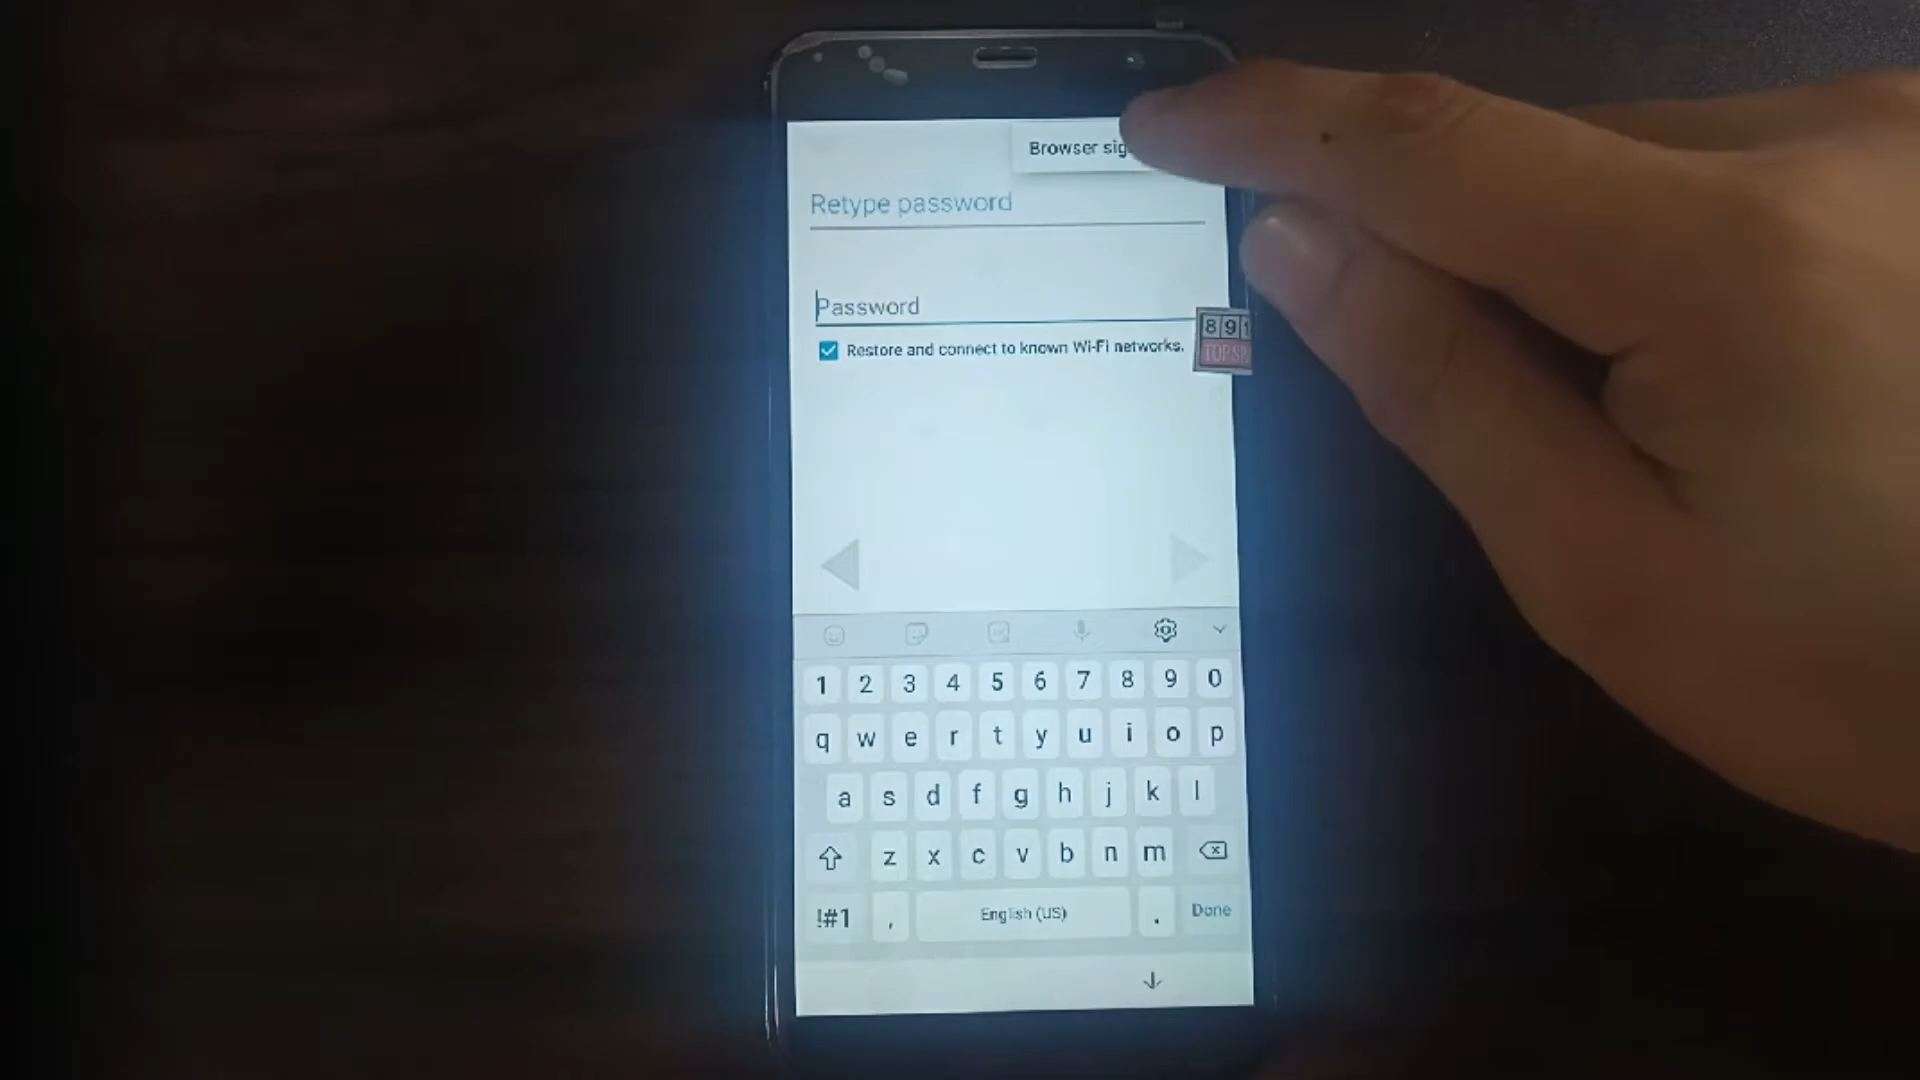 Browser
Retype password
Password
Restore and connect to known Wi-Fi networks.
891
1 2 3 4 5 6 7 8 9 0
q w e r t y u i o p
a s d f g h j k l
z x c v b n m
!#1 , English (US) . Done